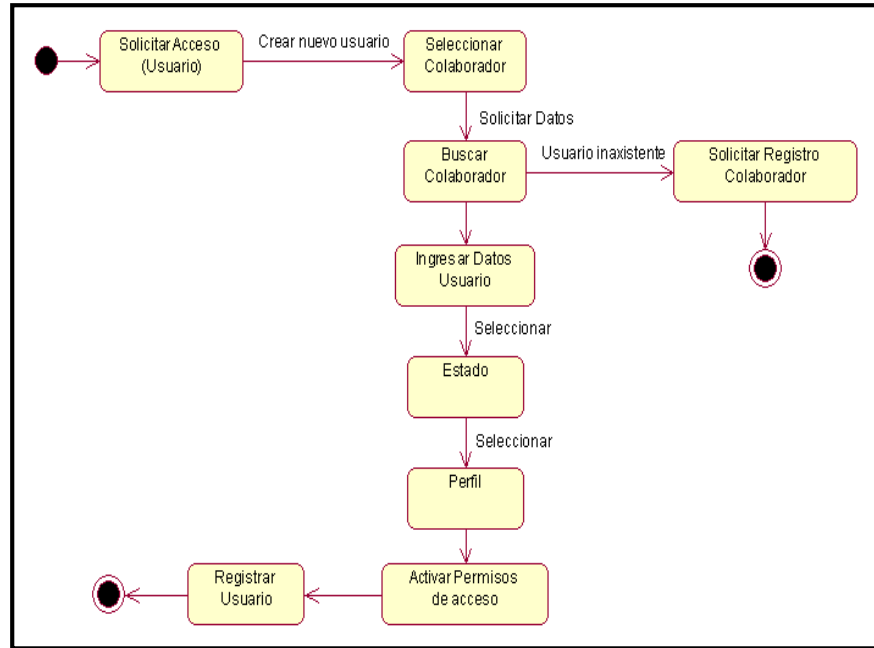 Solicitar Acceso
(Usuario)
Crear nuevo usuario
Seleccionar
Colaborador
Solicitar Datos
Buscar
Colaborador
Usuario inaxistente
Solicitar Registro
Colaborador
Ingresar Datos
Usuario
Seleccionar
Estado
Seleccionar
Perfil
Registrar
Usuario
Activar Permisos
de acceso